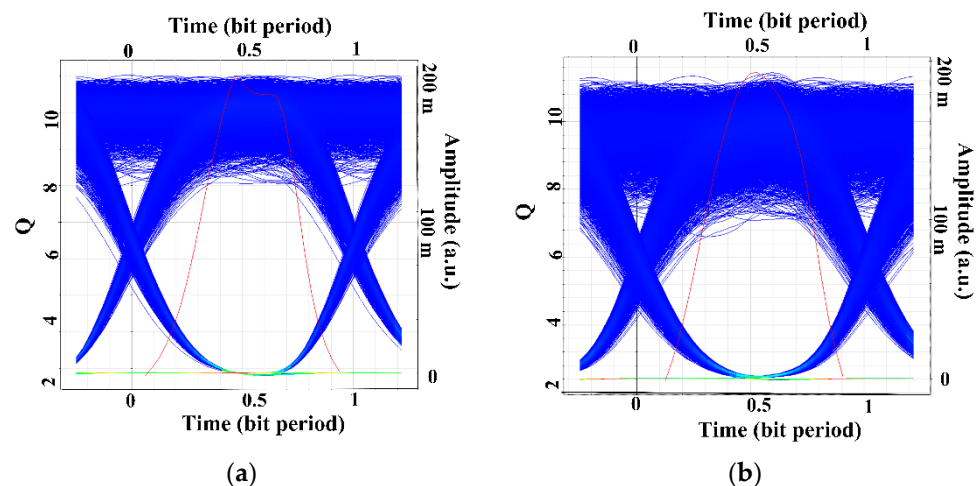 Time (bit period)
0 0.5 1
Q
10
8
6
4
2
200 m
100 m
0
Amplitude (a.u.)
0 0.5 1
Time (bit period)
(a)
Time (bit period)
0 0.5 1
Q
10
8
6
4
2
200 m
100 m
0
Amplitude (a.u.)
0 0.5 1
Time (bit period)
(b)